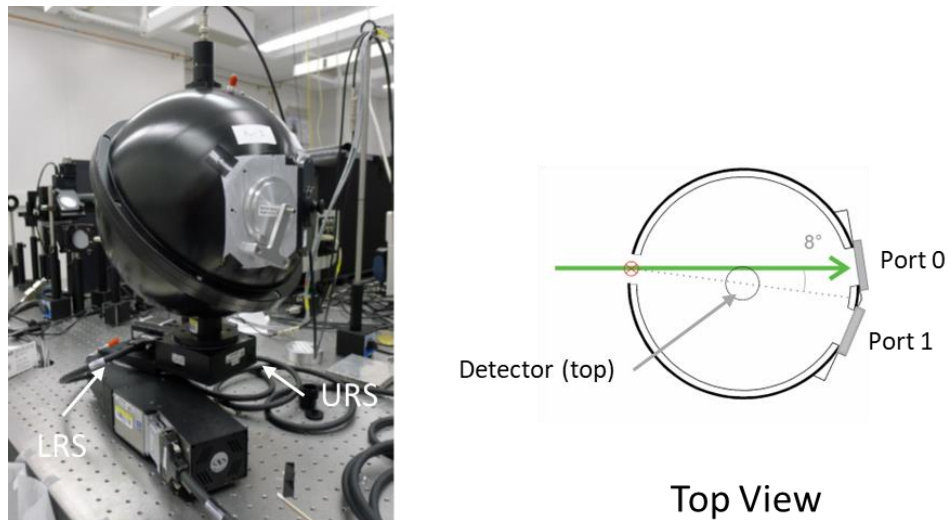 LRS
URS
8°
Port 0
Port 1
Detector (top)
Top View